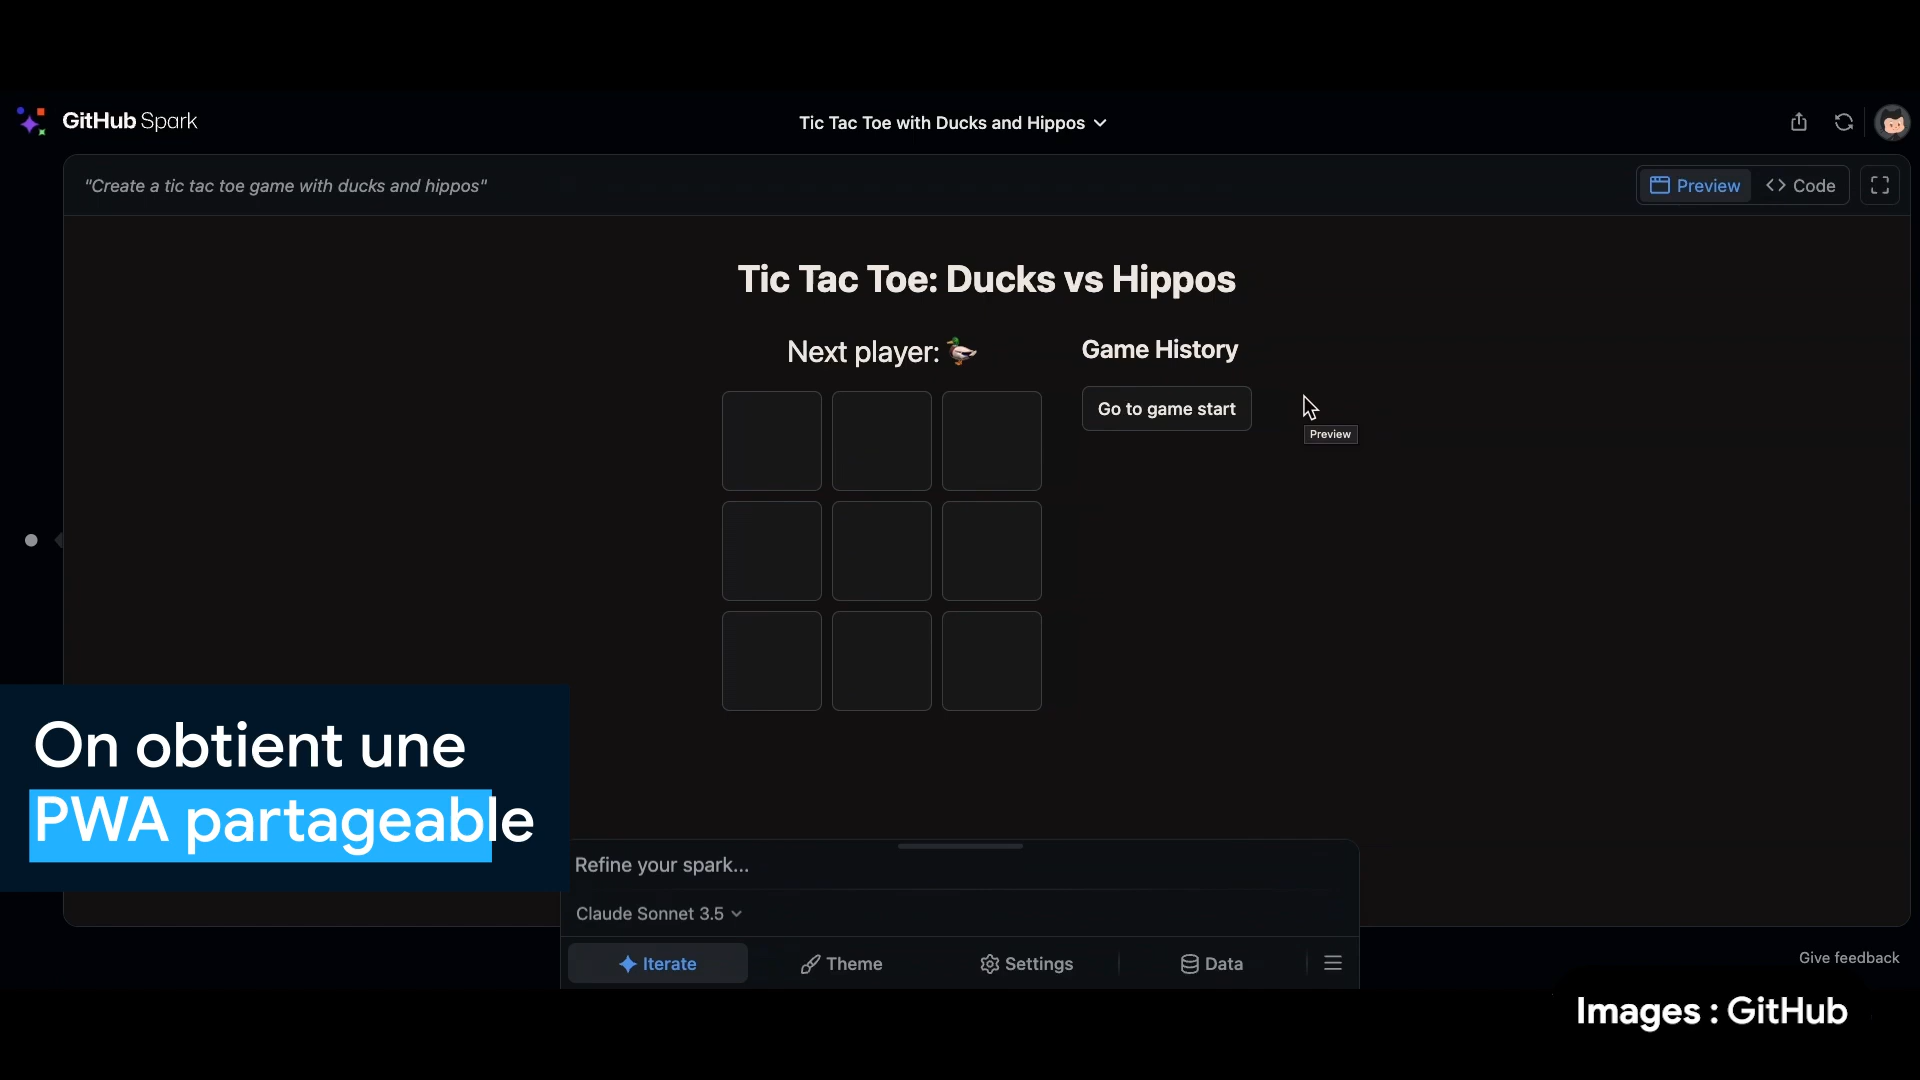 GitHub Spark
Tic Tac Toe with Ducks and Hippos
"Create a tic tac toe game with ducks and hippos"
Preview
Code
Tic Tac Toe: Ducks vs Hippos
Next player:
Game History
Go to game start
Preview
On obtient une
PWA partageable
Refine your spark...
Claude Sonnet 3.5
Iterate
Theme
Settings
Data
Give feedback
Images : GitHub